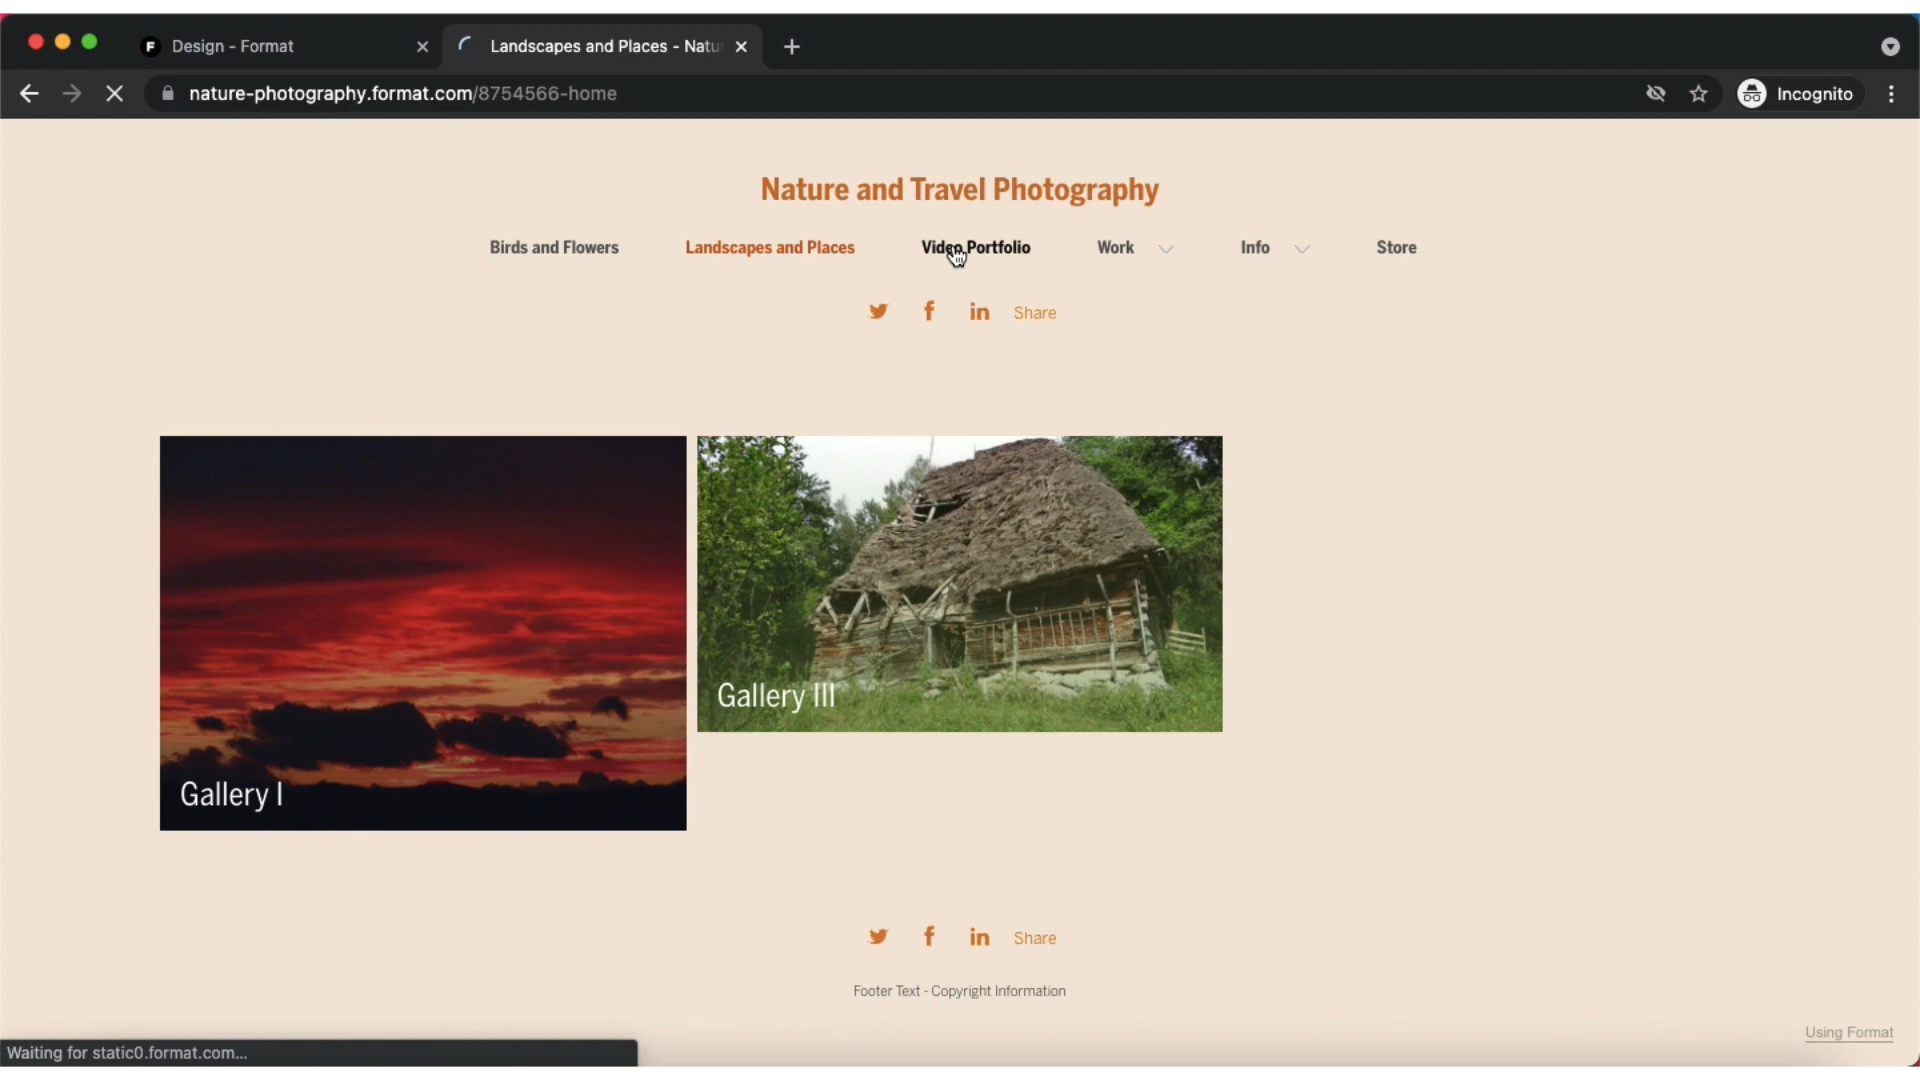 Design - Format
Landscapes and Places - Natu
nature-photography.format.com/8754566-home
Incognito
Nature and Travel Photography
Birds and Flowers
Landscapes and Places
Video Portfolio
Work
Info
Store
Share
Gallery I
Gallery III
Share
Footer Text - Copyright Information
Using Format
Waiting for static0.format.com...